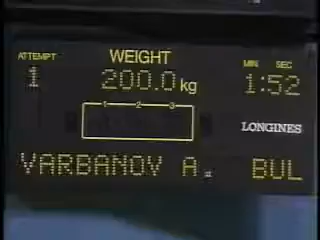 ATTEMPT WEIGHT MIN. SEC
1 200.0 kg 1:52
1 2 3
LONGINES
VARBANOV A. BUL